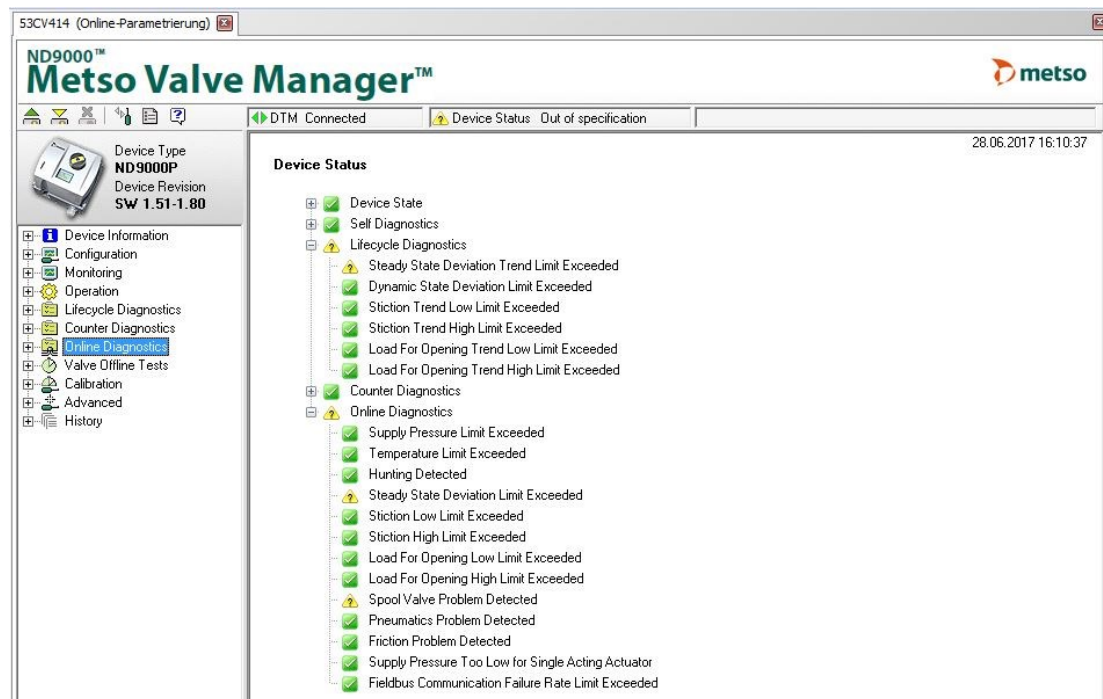 53CV414 (Online-Parametrierung)
ND9000™
Metso Valve Manager™
metso
DTM Connected
Device Status Out of specification
28.06.2017 16:10:37
Device Type
ND9000P
Device Revision
SW 1.51-1.80
Device Information
Configuration
Monitoring
Operation
Lifecycle Diagnostics
Counter Diagnostics
Online Diagnostics
Valve Offline Tests
Calibration
Advanced
History
Device Status
Device State
Self Diagnostics
Lifecycle Diagnostics
Steady State Deviation Trend Limit Exceeded
Dynamic State Deviation Limit Exceeded
Stiction Trend Low Limit Exceeded
Stiction Trend High Limit Exceeded
Load For Opening Trend Low Limit Exceeded
Load For Opening Trend High Limit Exceeded
Counter Diagnostics
Online Diagnostics
Supply Pressure Limit Exceeded
Temperature Limit Exceeded
Hunting Detected
Steady State Deviation Limit Exceeded
Stiction Low Limit Exceeded
Stiction High Limit Exceeded
Load For Opening Low Limit Exceeded
Load For Opening High Limit Exceeded
Spool Valve Problem Detected
Pneumatics Problem Detected
Friction Problem Detected
Supply Pressure Too Low for Single Acting Actuator
Fieldbus Communication Failure Rate Limit Exceeded